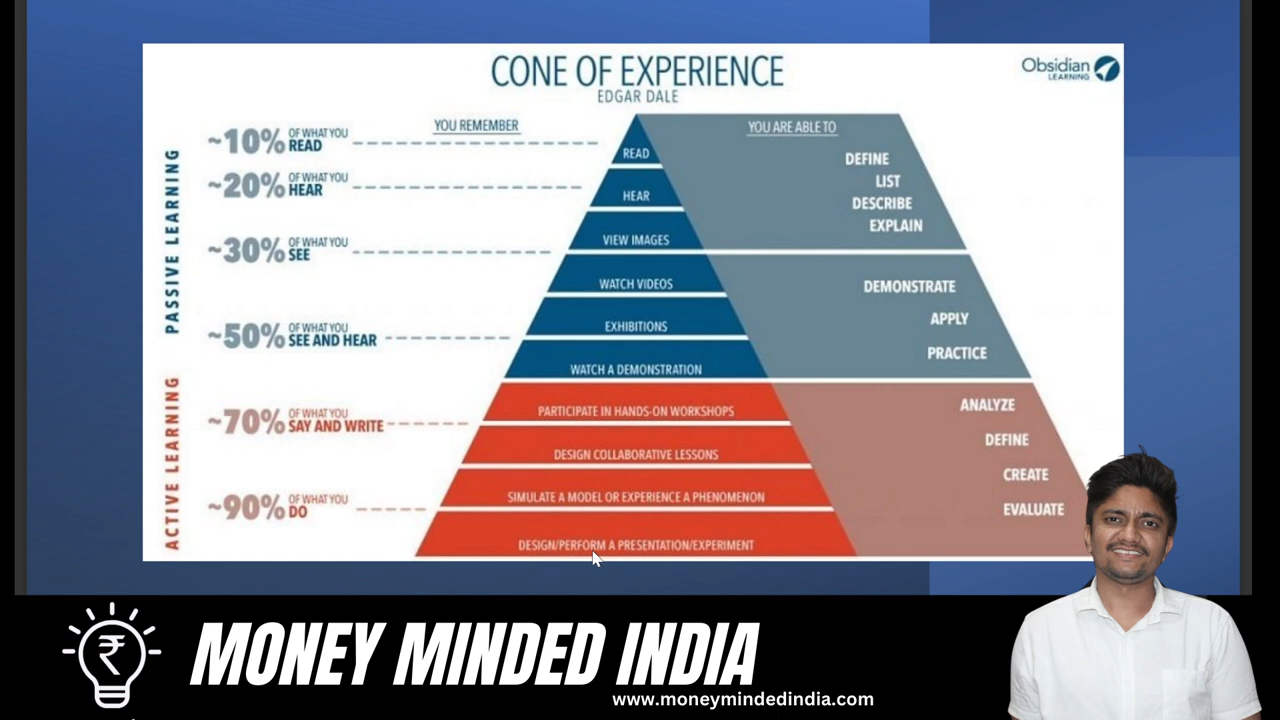 CONE OF EXPERIENCE
EDGAR DALE
Obsidian
LEARNING
YOU REMEMBER
YOU ARE ABLE TO
PASSIVE LEARNING
~10% OF WHAT YOU
READ
~20% OF WHAT YOU
HEAR
~30% OF WHAT YOU
SEE
~50% OF WHAT YOU
SEE AND HEAR
ACTIVE LEARNING
~70% OF WHAT YOU
SAY AND WRITE
~90% OF WHAT YOU
DO
READ
HEAR
VIEW IMAGES
WATCH VIDEOS
EXHIBITIONS
WATCH A DEMONSTRATION
PARTICIPATE IN HANDS-ON WORKSHOPS
DESIGN COLLABORATIVE LESSONS
SIMULATE A MODEL OR EXPERIENCE A PHENOMENON
DESIGN/PERFORM A PRESENTATION/EXPERIMENT
DEFINE
LIST
DESCRIBE
EXPLAIN
DEMONSTRATE
APPLY
PRACTICE
ANALYZE
DEFINE
CREATE
EVALUATE
₹
MONEY MINDED INDIA
www.moneymindedindia.com